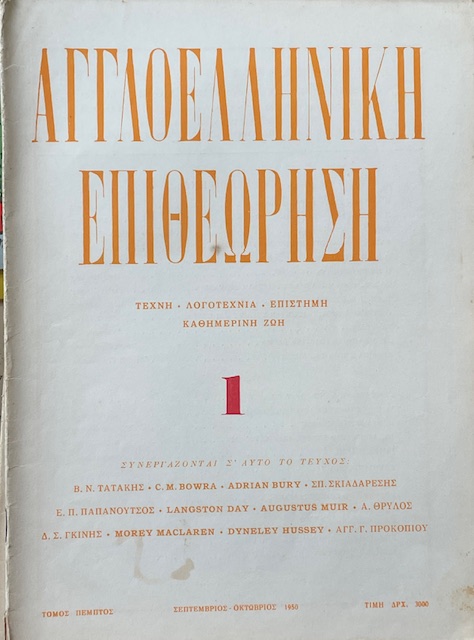 ΑΓΓΛΟΕΛΛΗΝΙΚΗ
ΕΠΙΘΕΩΡΗΣΗ
ΤΕΧΝΗ • ΛΟΓΟΤΕΧΝΙΑ • ΕΠΙΣΤΗΜΗ
ΚΑΘΗΜΕΡΙΝΗ ΖΩΗ
1
ΣΥΝΕΡΓΑΖΟΝΤΑΙ Σ' ΑΥΤΟ ΤΟ ΤΕΥΧΟΣ:
Β. Ν. ΤΑΤΑΚΗΣ • C. M. BOWRA • ADRIAN BURY • ΣΠ. ΣΚΙΑΔΑΡΕΣΗΣ
Ε. Π. ΠΑΠΑΝΟΥΤΣΟΣ • LANGSTON DAY • AUGUSTUS MUIR • Α. ΘΡΥΛΟΣ
Δ. Σ. ΓΚΙΝΗΣ • MOREY MACLAREN • DYNELEY HUSSEY • ΑΓΓ. Γ. ΠΡΟΚΟΠΙΟΥ
ΤΟΜΟΣ ΠΕΜΠΤΟΣ ΣΕΠΤΕΜΒΡΙΟΣ - ΟΚΤΩΒΡΙΟΣ 1950 ΤΙΜΗ ΔΡΧ. 3000